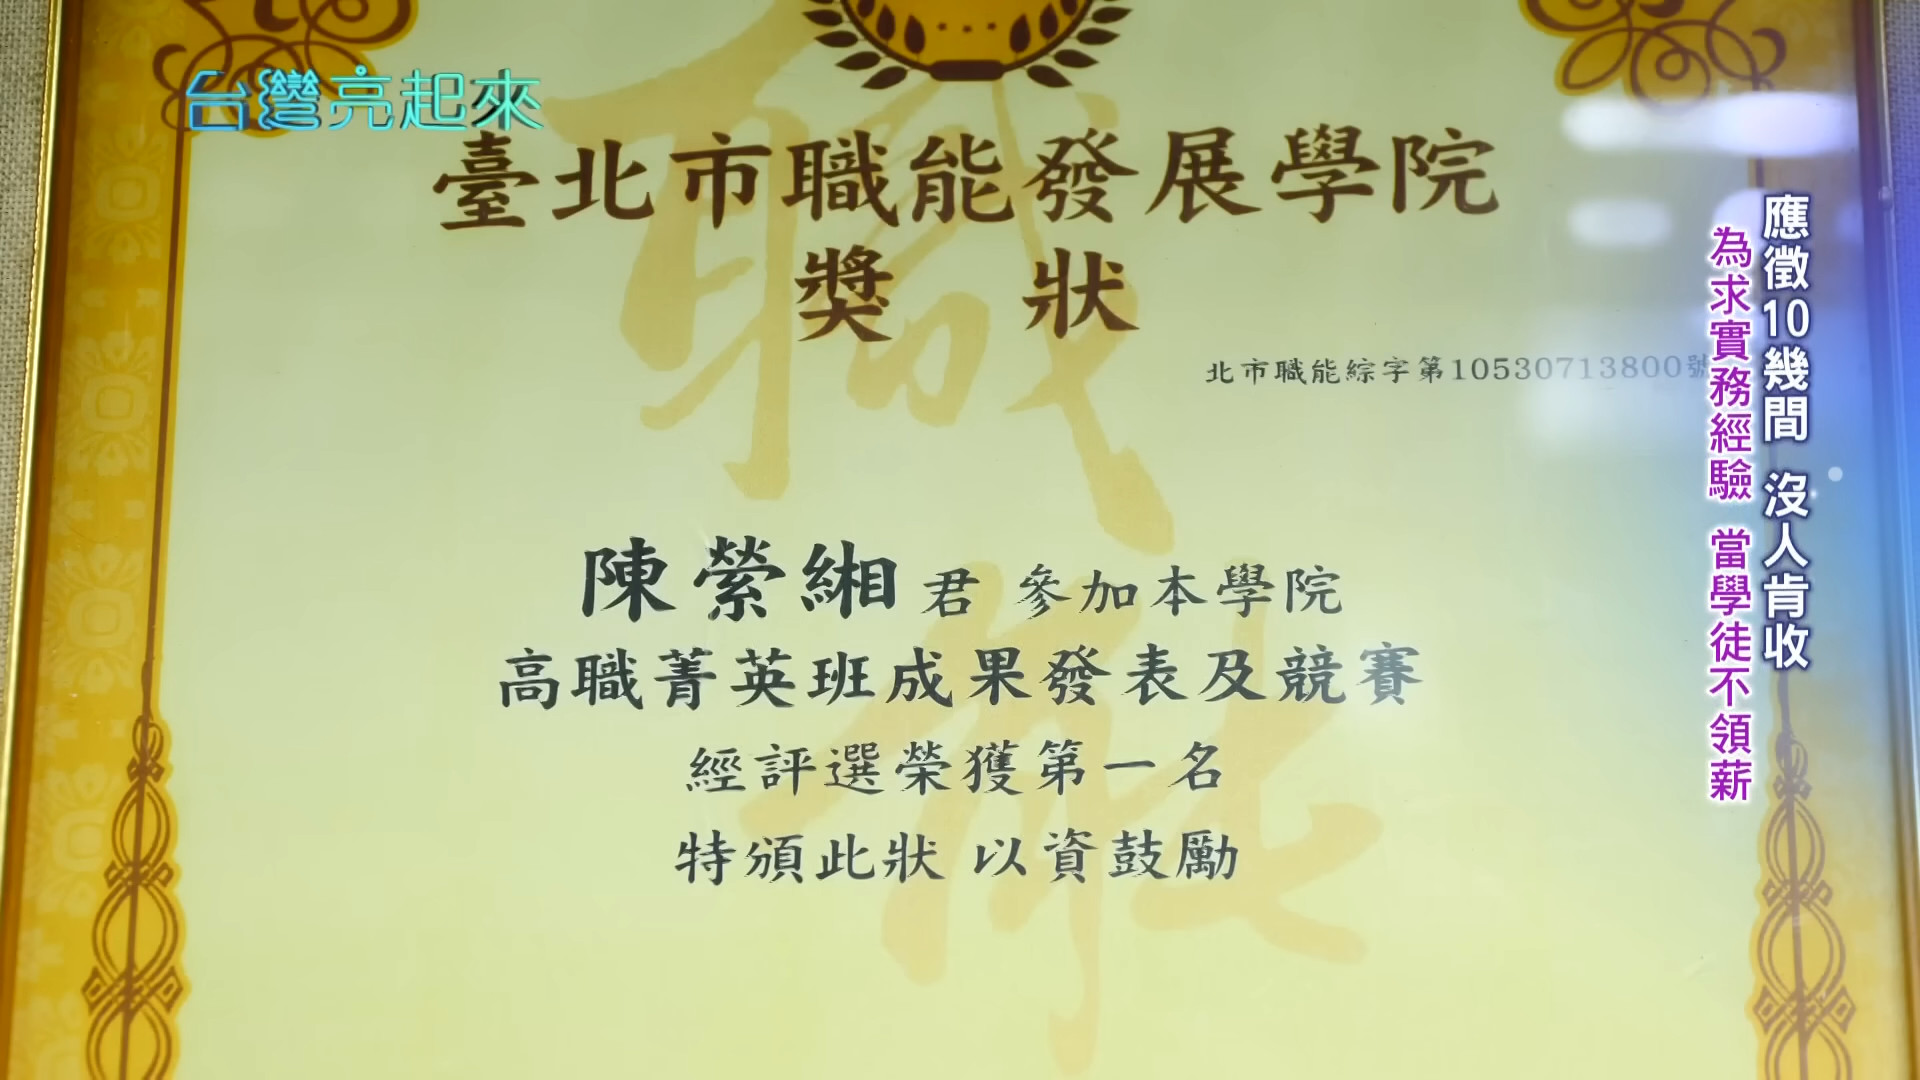 台灣亮起來
臺北市職能發展學院
獎 狀
北市職能綜字第10530713800號
陳縈緗 君 參加本學院
高職菁英班成果發表及競賽
經評選榮獲第一名
特頒此狀 以資鼓勵
應徵10幾間 沒人肯收
為求實務經驗 當學徒不領薪